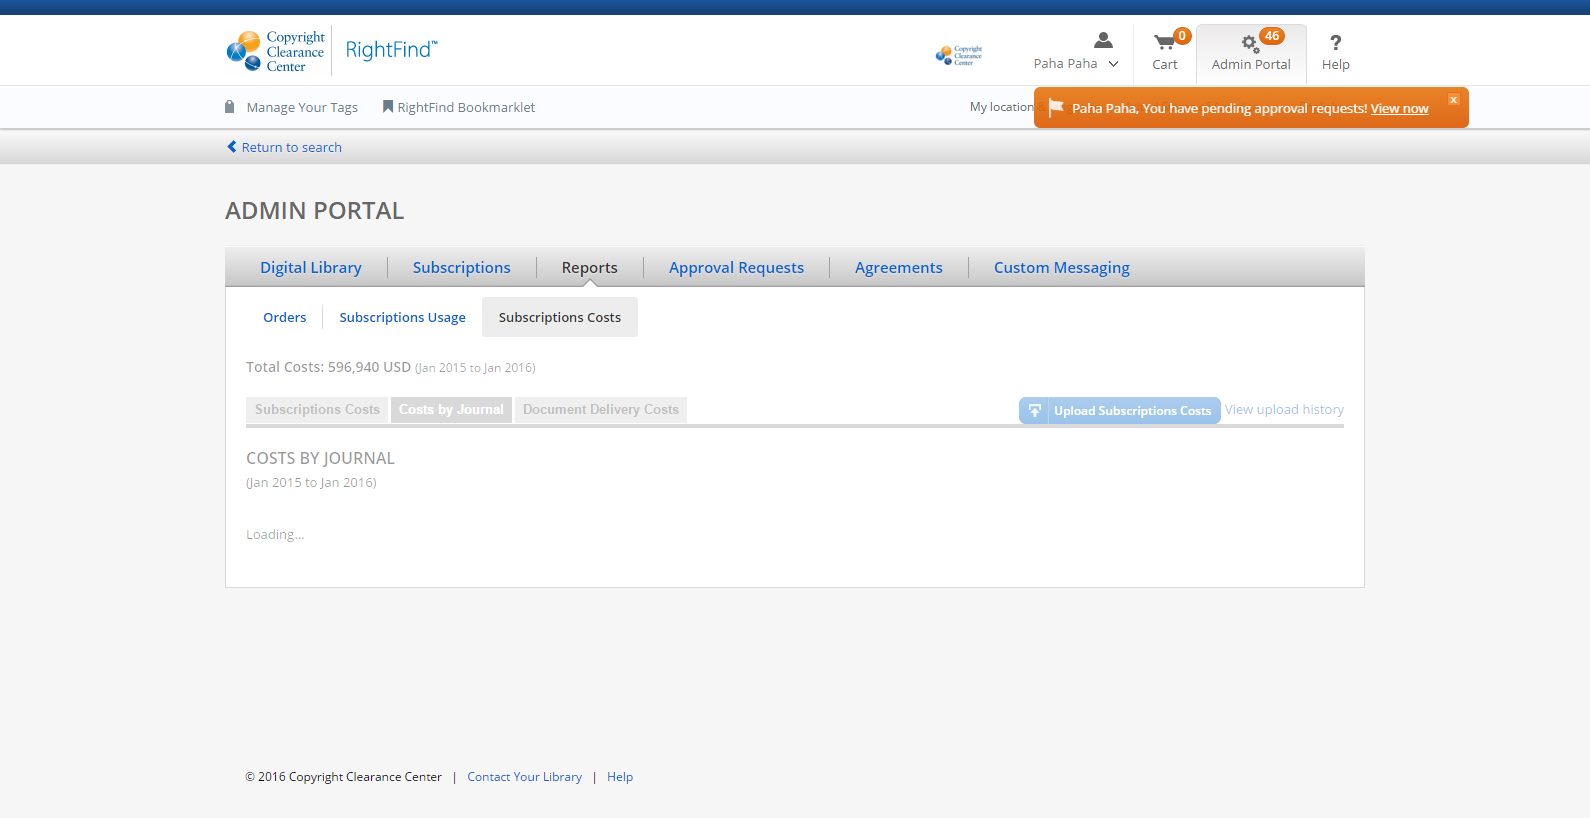 Copyright
Clearance
Center
RightFind™
Copyright
Clearance
Center
Paha Paha
0
Cart
46
Admin Portal
?
Help
Manage Your Tags
RightFind Bookmarklet
My location
Paha Paha, You have pending approval requests! View now
x
Return to search
ADMIN PORTAL
Digital Library
Subscriptions
Reports
Approval Requests
Agreements
Custom Messaging
Orders
Subscriptions Usage
Subscriptions Costs
Total Costs: 596,940 USD (Jan 2015 to Jan 2016)
Subscriptions Costs
Costs by Journal
Document Delivery Costs
Upload Subscriptions Costs
View upload history
COSTS BY JOURNAL
(Jan 2015 to Jan 2016)
Loading...
© 2016 Copyright Clearance Center | Contact Your Library | Help